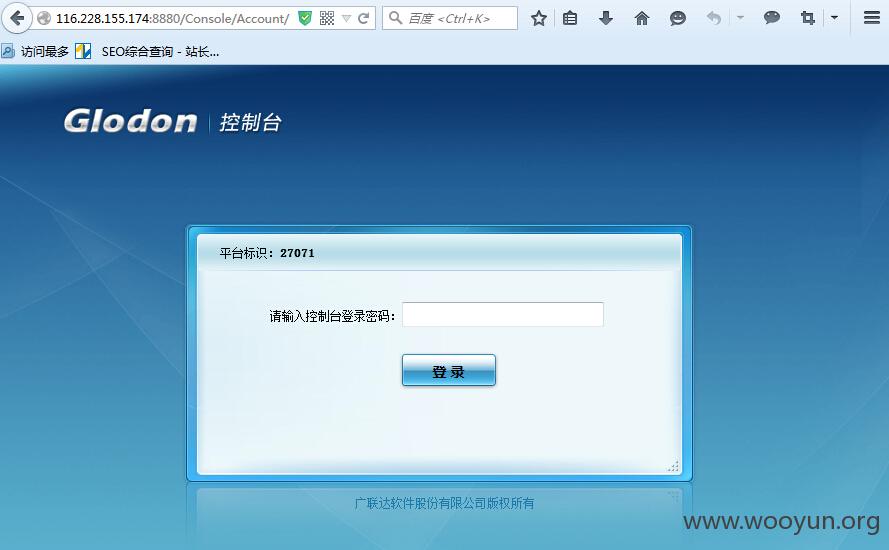 116.228.155.174:8880/Console/Account/
百度 <Ctrl+K>
访问最多
SEO综合查询 - 站长...
Glodon
控制台
平台标识：27071
请输入控制台登录密码：
登 录
广联达软件股份有限公司版权所有
www.wooyun.org